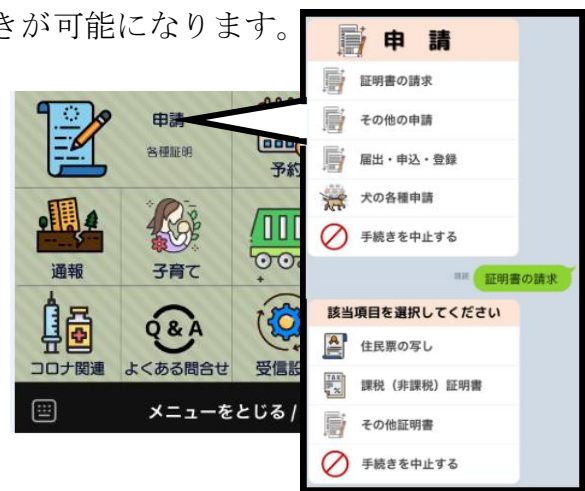 きが可能になります。
申請
各種証明
予約
通報
子育て
コロナ関連
Q & A
よくある問合せ
受信設
メニューをとじる /
申 請
証明書の請求
その他の申請
届出・申込・登録
犬の各種申請
手続きを中止する
既読
証明書の請求
該当項目を選択してください
住民票の写し
TAX
課税（非課税）証明書
その他証明書
手続きを中止する